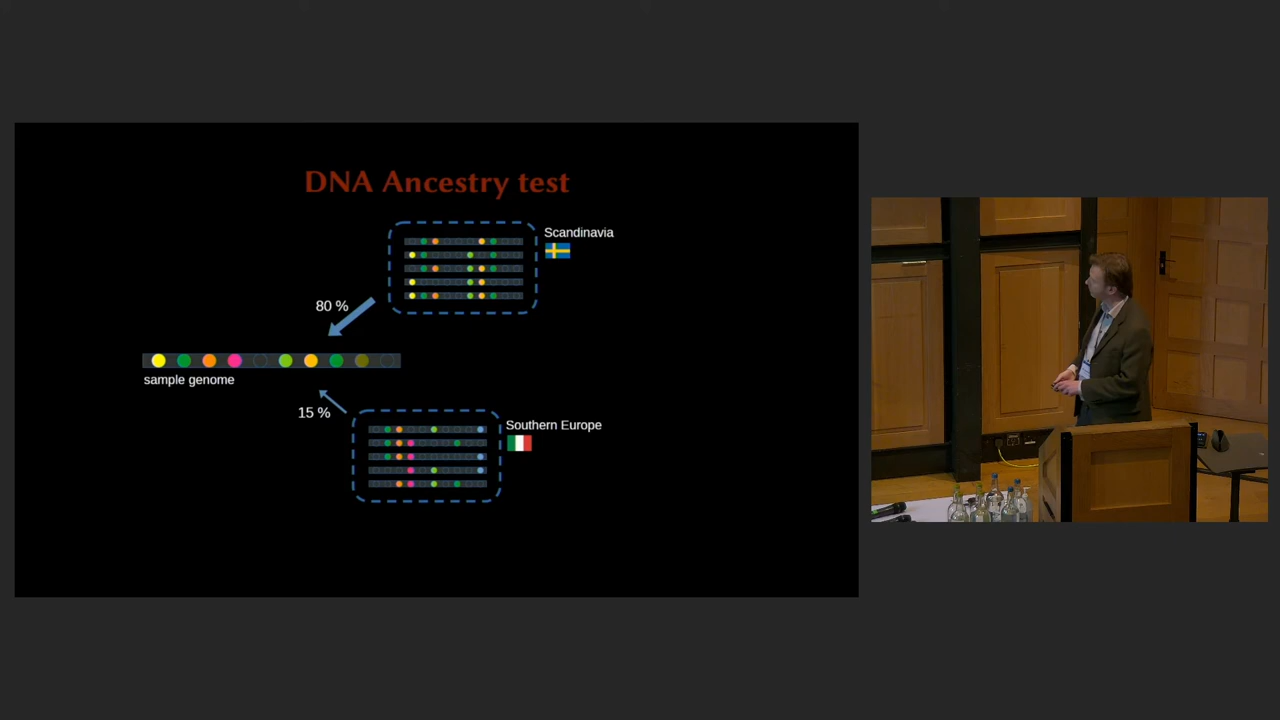 DNA Ancestry test
Scandinavia
80 %
sample genome
15 %
Southern Europe